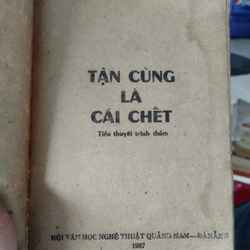 TẬN CÙNG
LÀ
CÁI CHẾT
Tiểu thuyết trinh thám
HỘI VĂN HỌC NGHỆ THUẬT QUẢNG NAM—ĐÀ NẴNG
1987